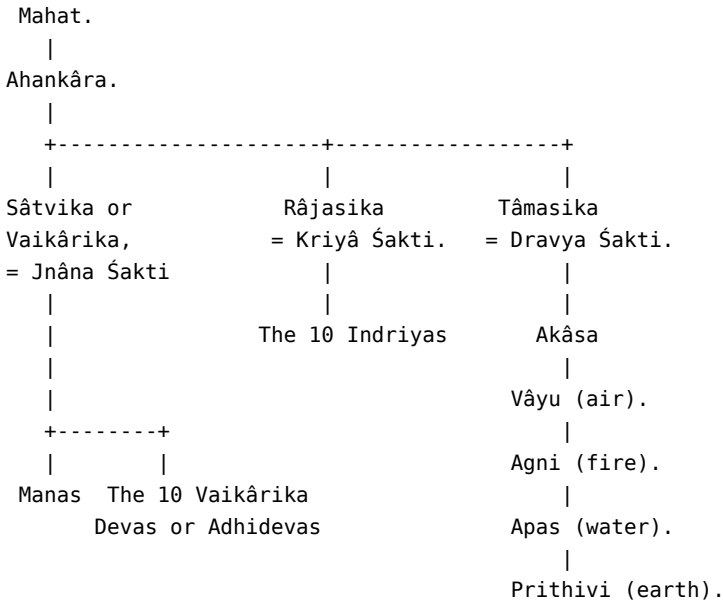 Mahat.
|
Ahankâra.
|
+---------------------+------------------+
| | |
Sâtvika or Râjasika Tâmasika
Vaikârika, = Kriyâ Śakti. = Dravya Śakti.
= Jnâna Śakti | |
| | |
| The 10 Indriyas Akâsa
| |
| Vâyu (air).
+--------+ |
| | Agni (fire).
Manas The 10 Vaikârika |
Devas or Adhidevas Apas (water).
|
Prithivi (earth).